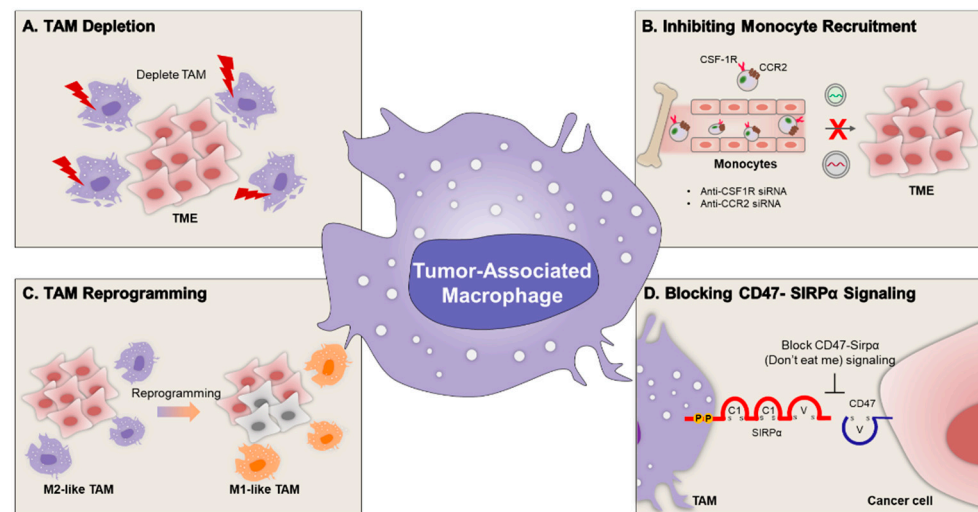 A. TAM Depletion
Deplete TAM
TME
B. Inhibiting Monocyte Recruitment
CSF-1R
CCR2
X
Monocytes
• Anti-CSF1R siRNA
• Anti-CCR2 siRNA
TME
Tumor-Associated
Macrophage
C. TAM Reprogramming
Reprogramming
M2-like TAM
M1-like TAM
D. Blocking CD47- SIRPα Signaling
Block CD47-Sirpα
(Don't eat me) signaling
CD47
P P C1 C1 V
s s s s s s
s s
V
SIRPα
TAM
Cancer cell